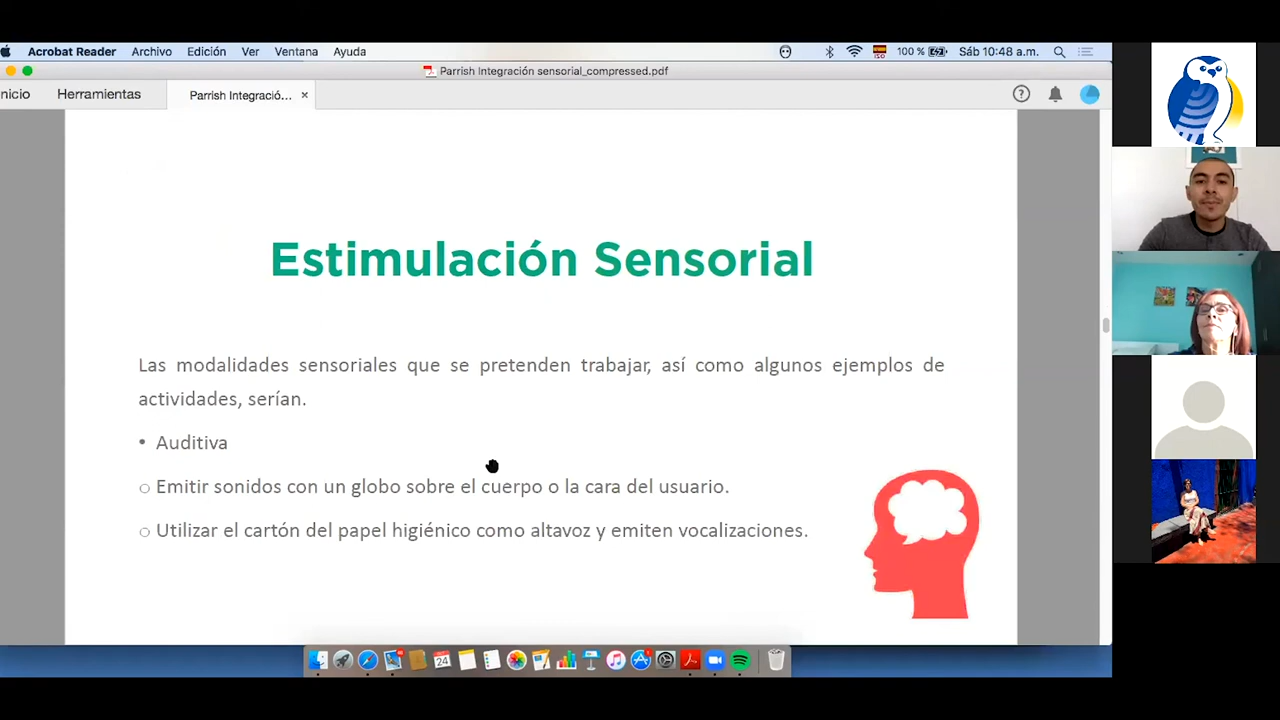 Acrobat Reader Archivo Edición Ver Ventana Ayuda ISO 100 % Sáb 10:48 a.m.
Parrish Integración sensorial_compressed.pdf
nicio Herramientas Parrish Integració... ×
Estimulación Sensorial
Las modalidades sensoriales que se pretenden trabajar, así como algunos ejemplos de
actividades, serían.
• Auditiva
○ Emitir sonidos con un globo sobre el cuerpo o la cara del usuario.
○ Utilizar el cartón del papel higiénico como altavoz y emiten vocalizaciones.
24